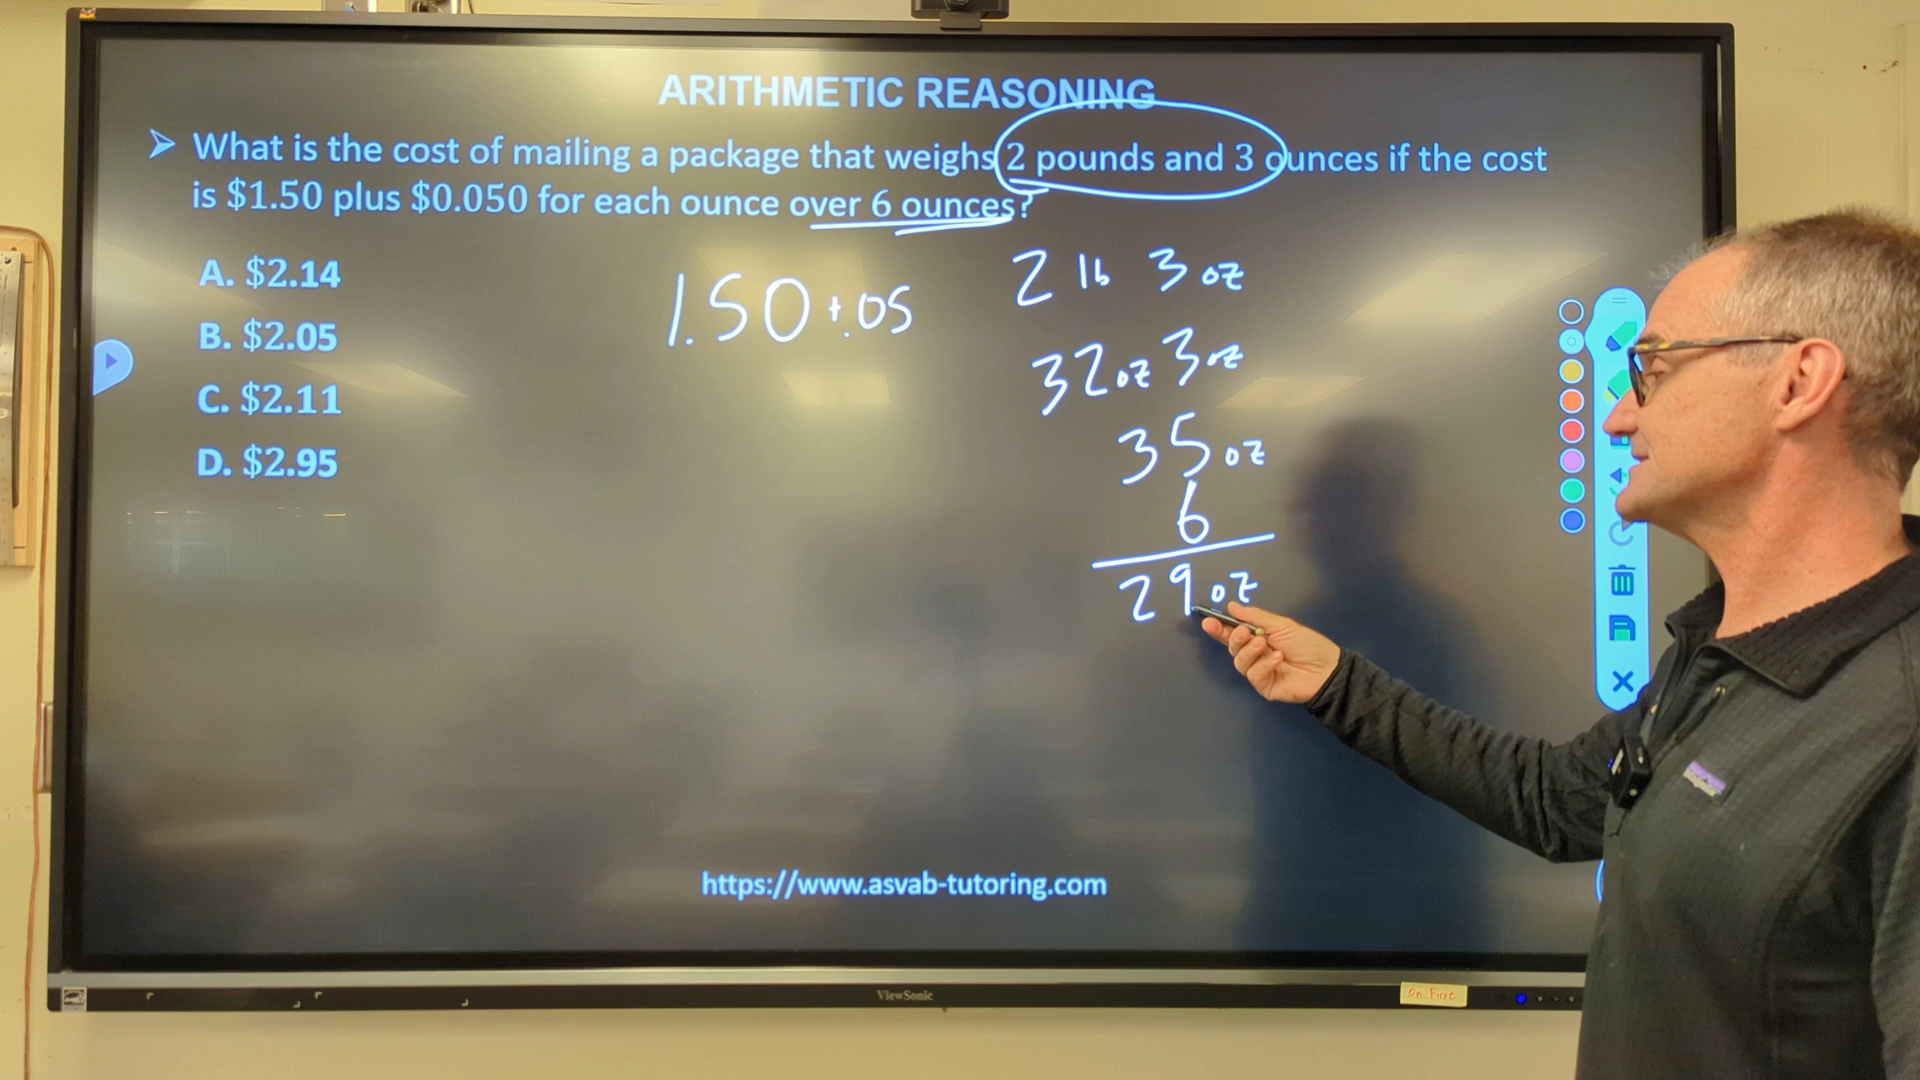 ARITHMETIC REASONING
➢ What is the cost of mailing a package that weighs 2 pounds and 3 ounces if the cost
is $1.50 plus $0.050 for each ounce over 6 ounces?
A. $2.14
B. $2.05
C. $2.11
D. $2.95
1.50 + .05
2 lb 3 oz
32 oz 3 oz
35 oz
6
29 oz
https://www.asvab-tutoring.com
ViewSonic
On First